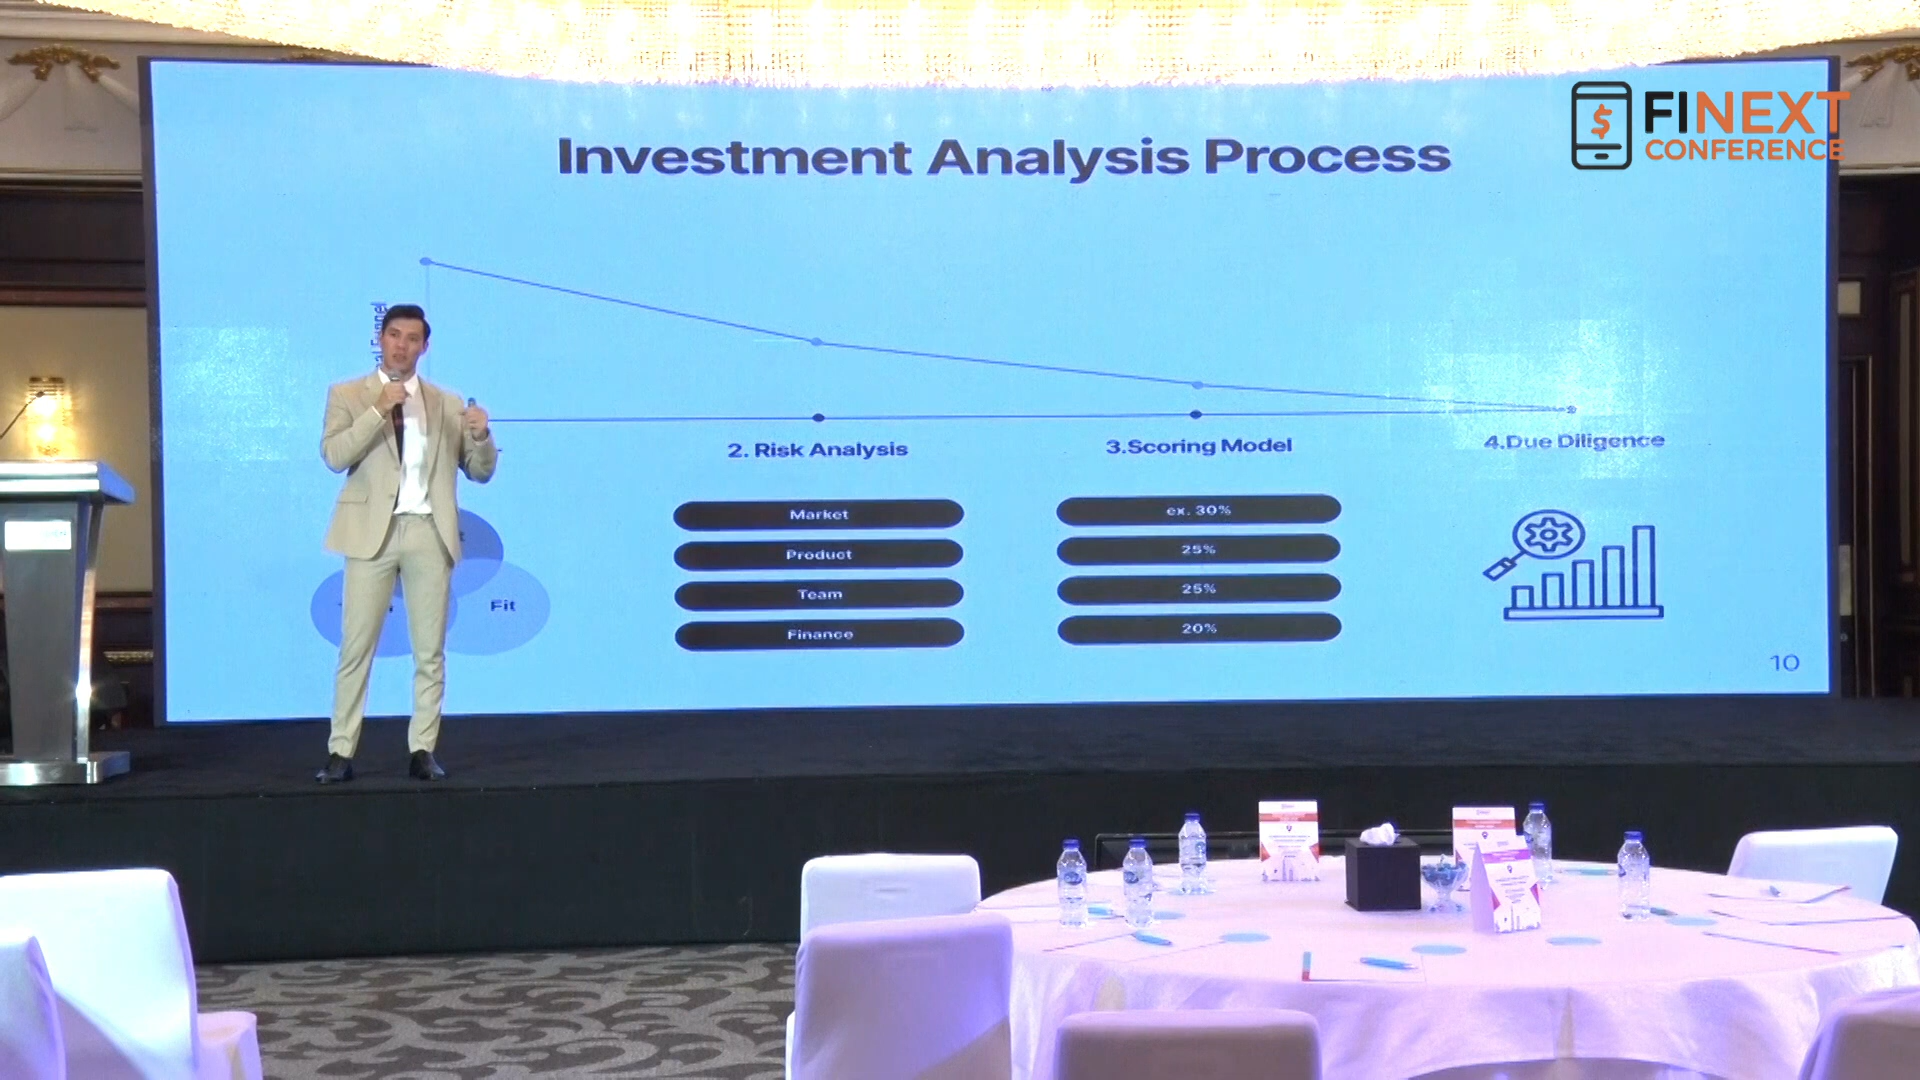 FINEXT
CONFERENCE
Investment Analysis Process
2. Risk Analysis
3.Scoring Model
4.Due Diligence
Market
Product
Team
Finance
ex. 30%
25%
25%
20%
Fit
10